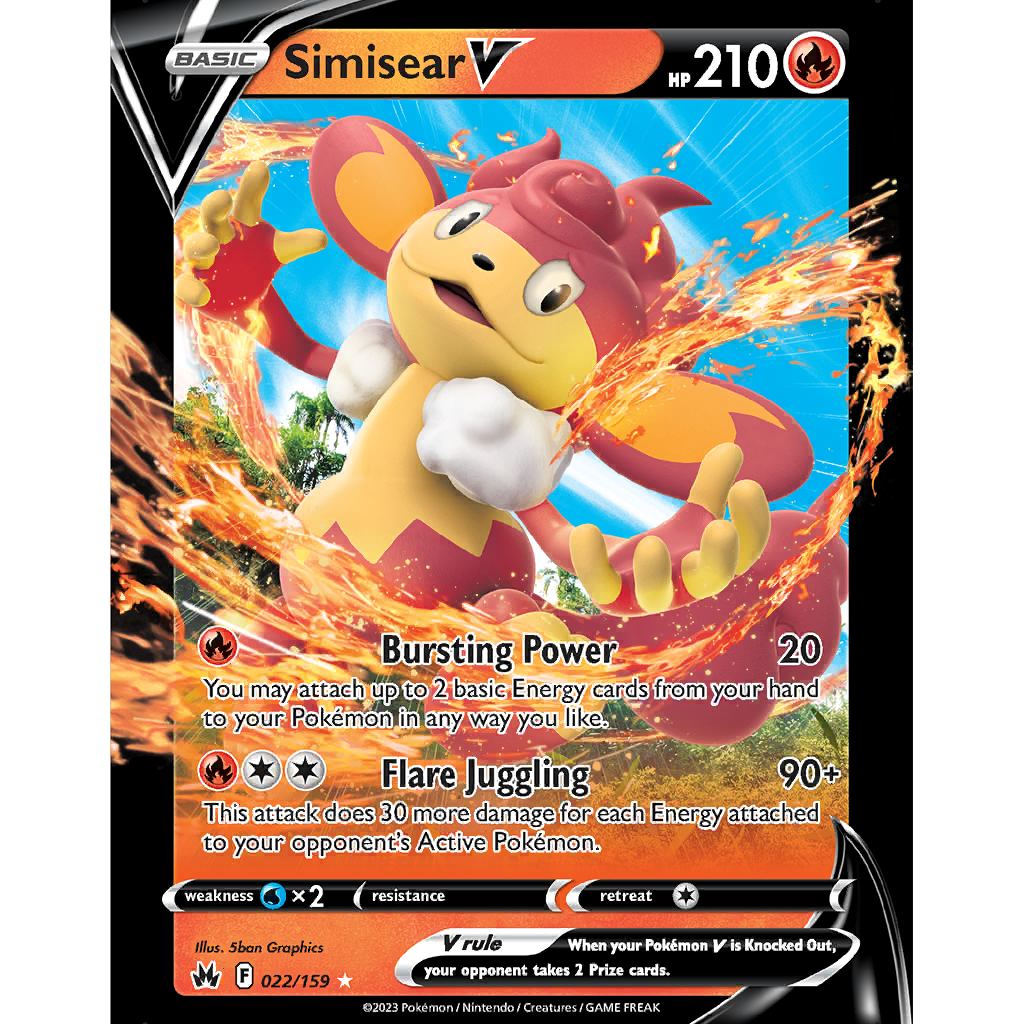 BASIC Simisear V HP 210
Bursting Power 20
You may attach up to 2 basic Energy cards from your hand
to your Pokémon in any way you like.
Flare Juggling 90+
This attack does 30 more damage for each Energy attached
to your opponent's Active Pokémon.
weakness ×2 resistance retreat
Illus. 5ban Graphics
V rule When your Pokémon V is Knocked Out,
your opponent takes 2 Prize cards.
F 022/159
©2023 Pokémon / Nintendo / Creatures / GAME FREAK